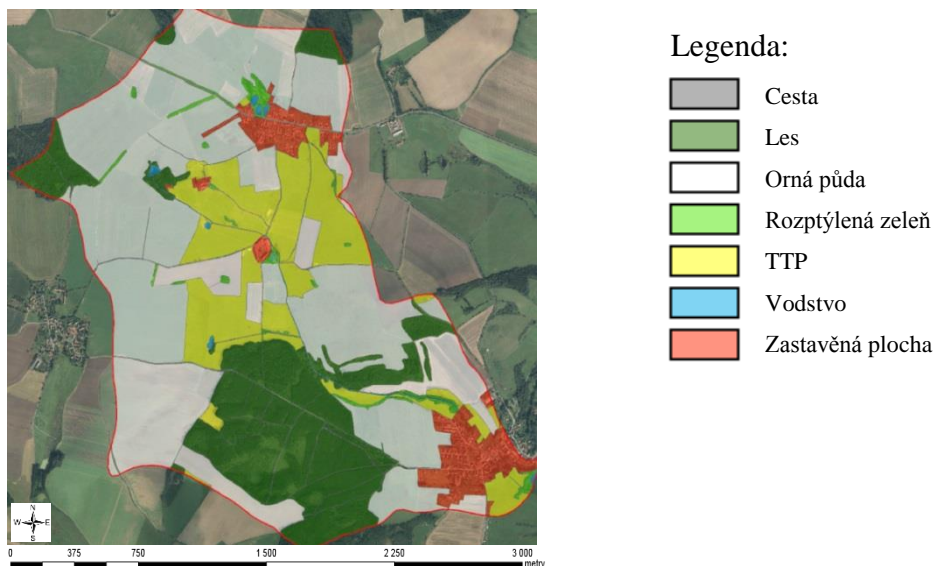 Legenda:
Cesta
Les
Orná půda
Rozptýlená zeleň
TTP
Vodstvo
Zastavěná plocha
N
W E
S
0 375 750 1 500 2 250 3 000
metry